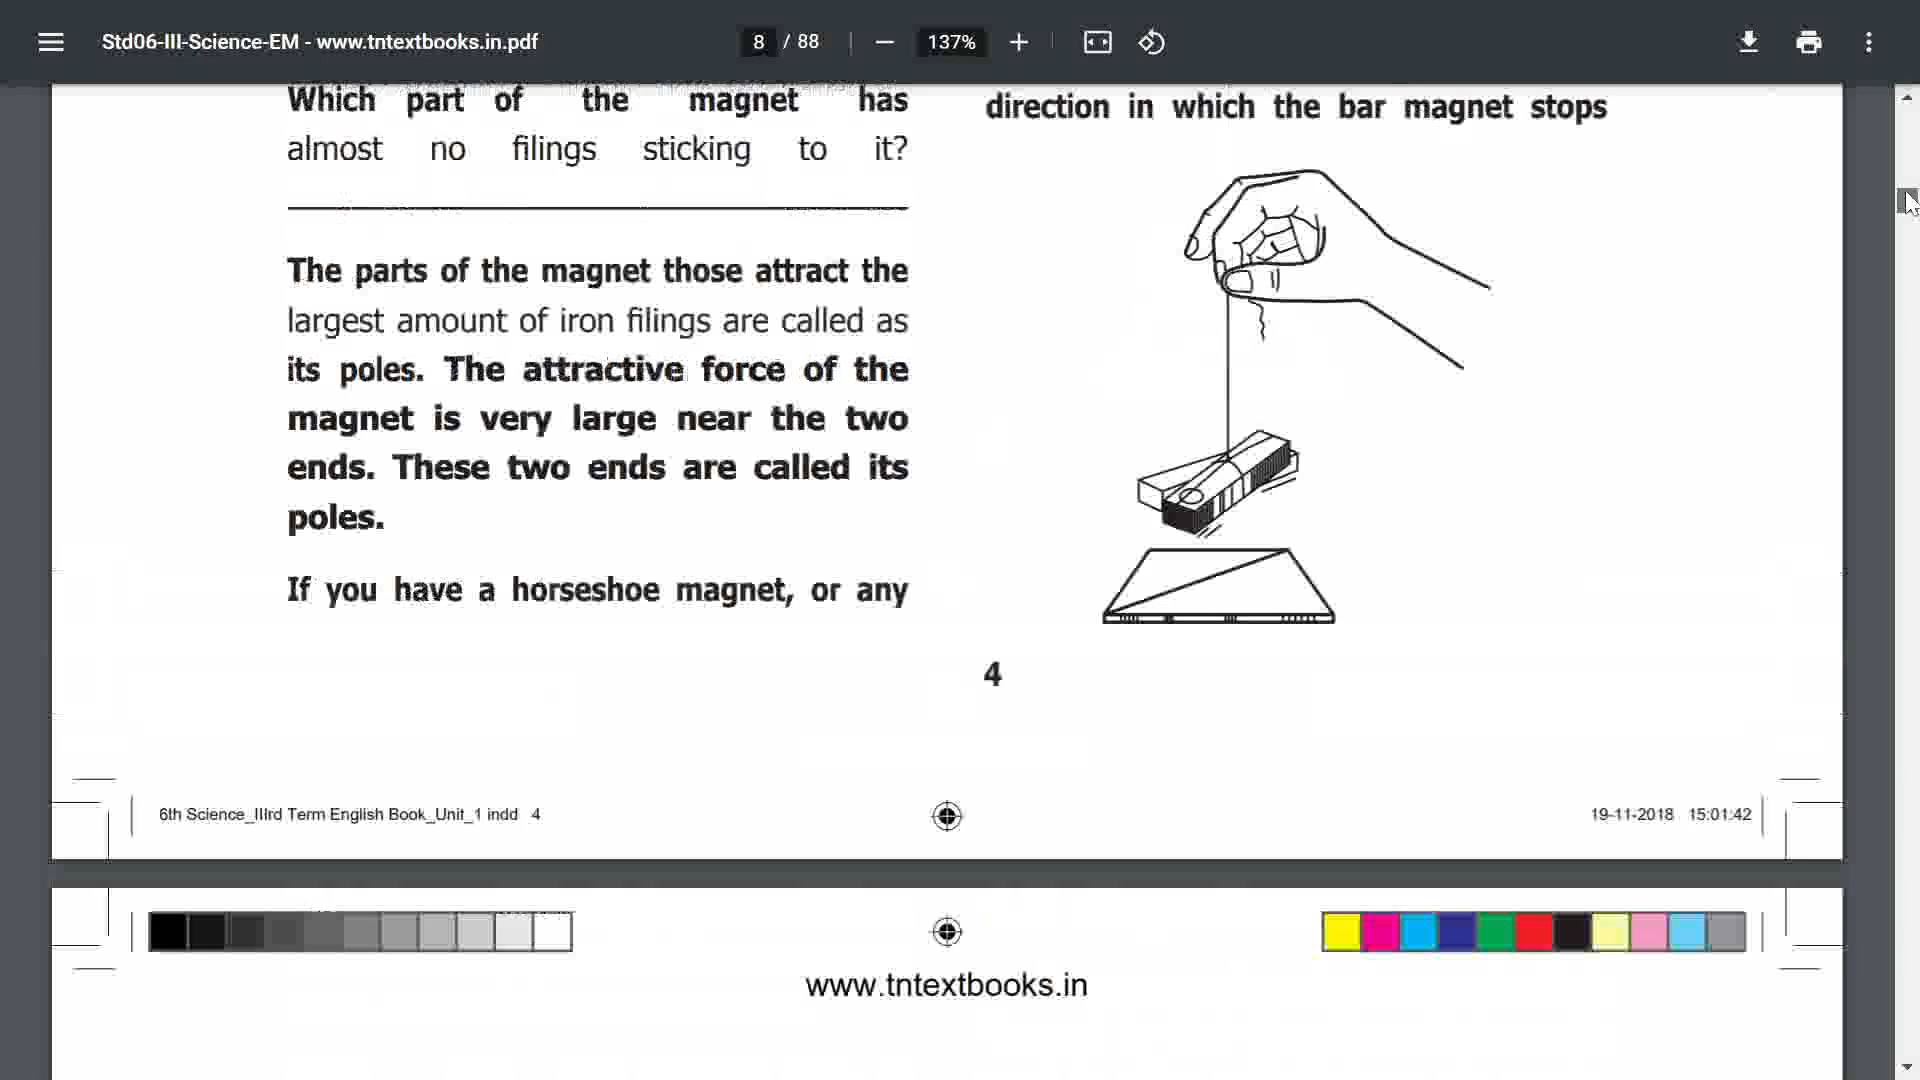 Std06-III-Science-EM - www.tntextbooks.in.pdf
8 / 88
137%
Which part of the magnet has
almost no filings sticking to it?
The parts of the magnet those attract the
largest amount of iron filings are called as
its poles. The attractive force of the
magnet is very large near the two
ends. These two ends are called its
poles.
If you have a horseshoe magnet, or any
direction in which the bar magnet stops
4
6th Science_IIIrd Term English Book_Unit_1 indd 4
19-11-2018 15:01:42
www.tntextbooks.in